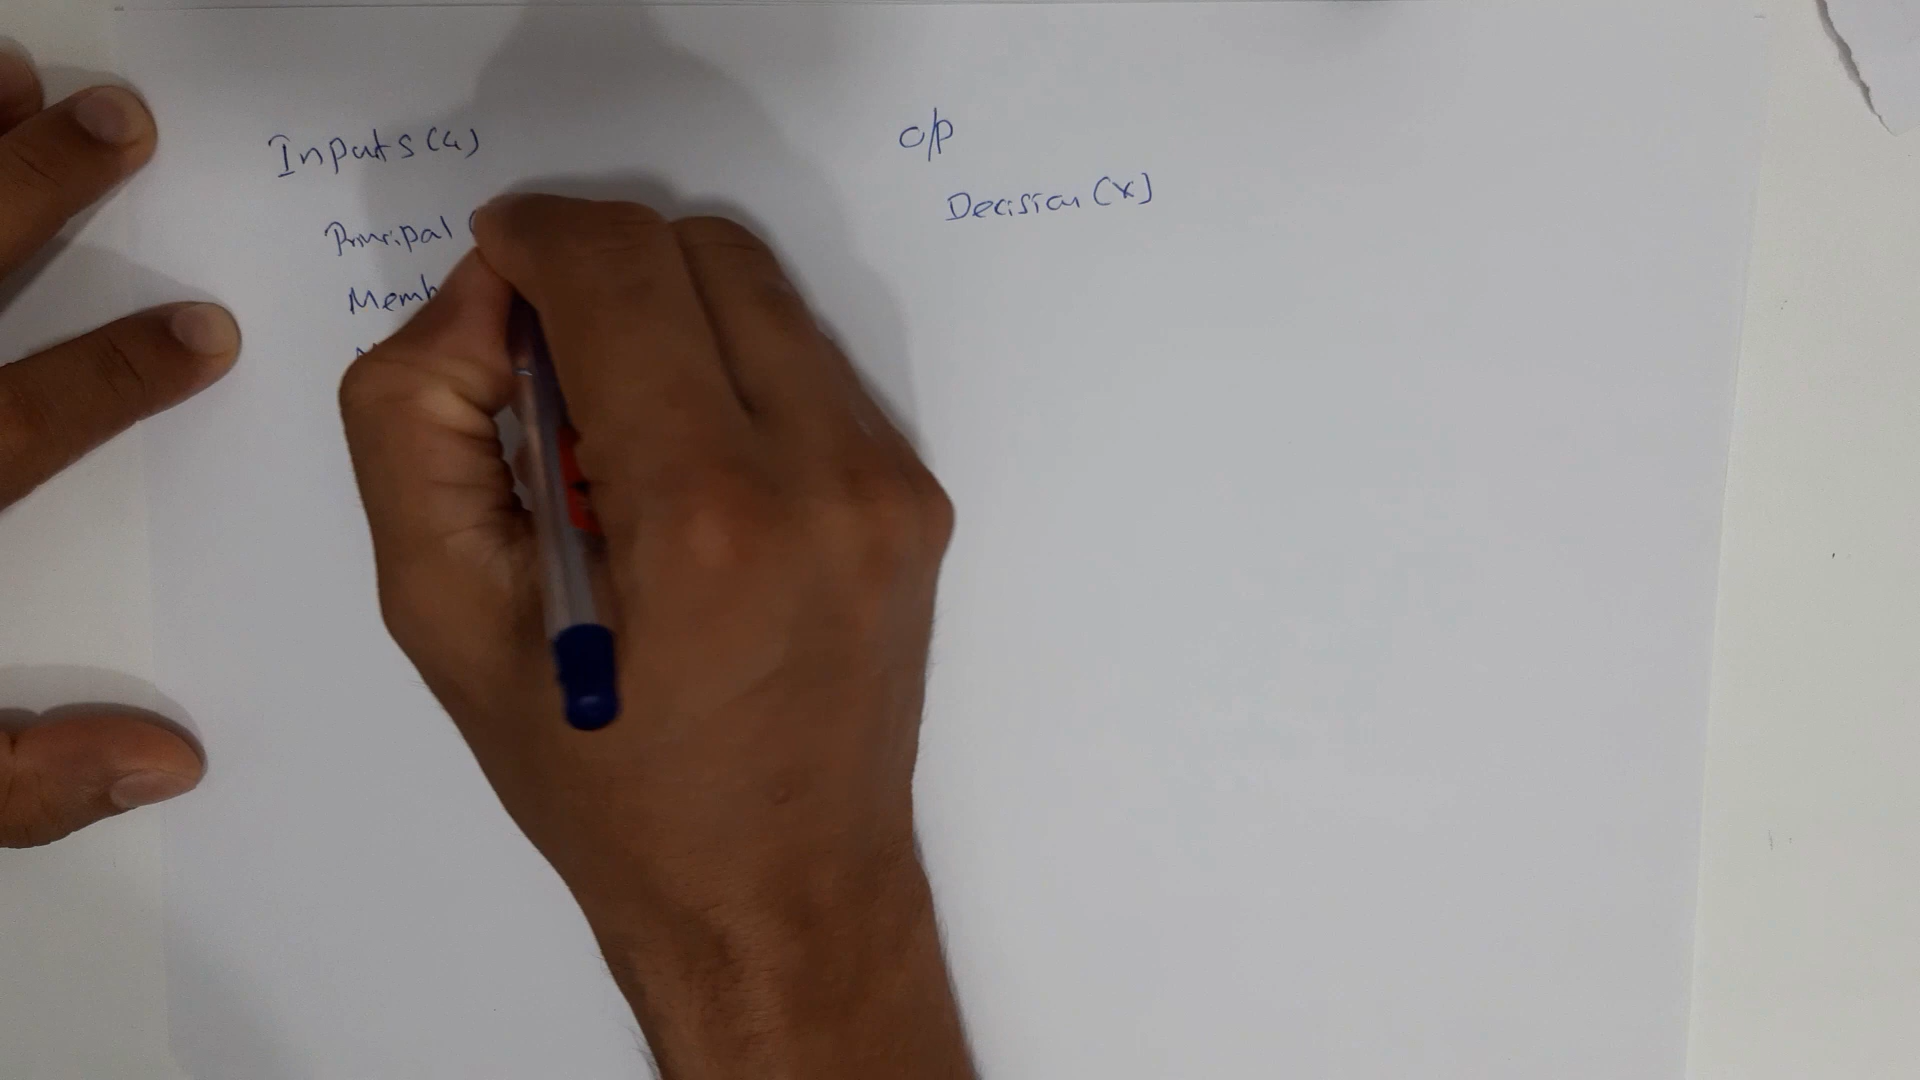 Inputs (4)
Principal (
Memb
o/p
Decision (X)